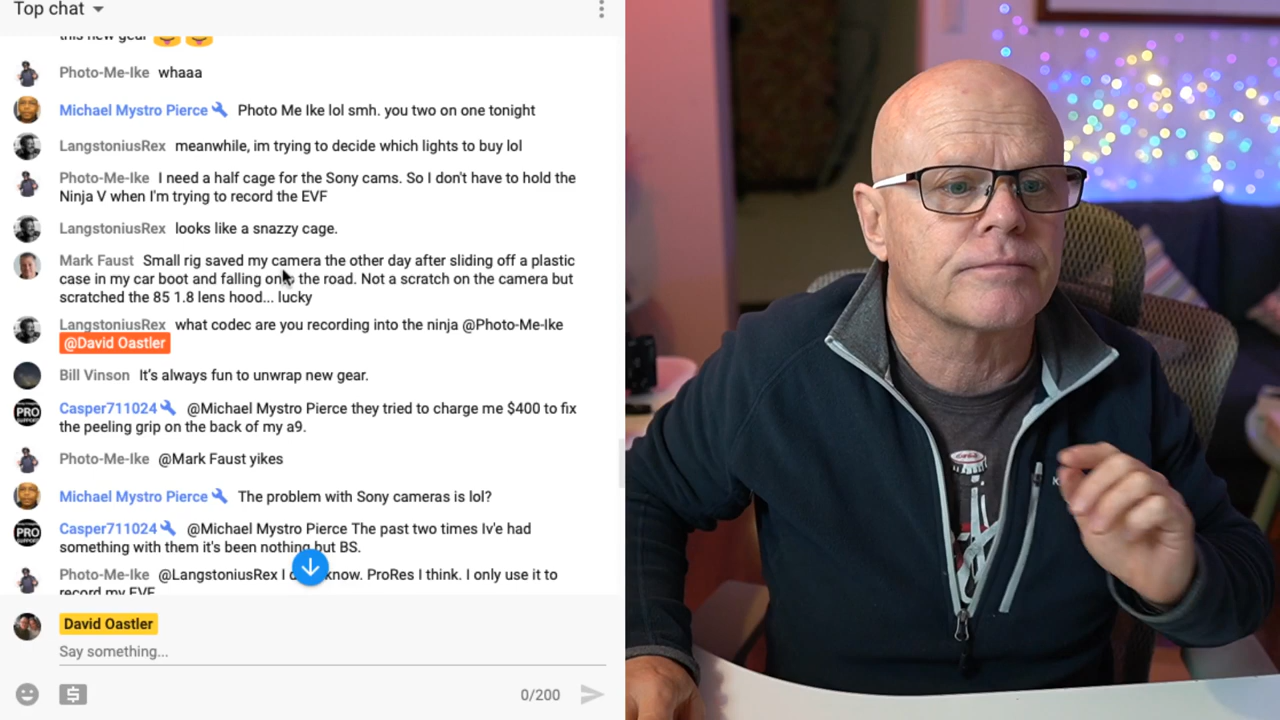 Top chat
this new gear
Photo-Me-Ike whaaa
Michael Mystro Pierce Photo Me Ike lol smh. you two on one tonight
LangstoniusRex meanwhile, im trying to decide which lights to buy lol
Photo-Me-Ike I need a half cage for the Sony cams. So I don't have to hold the
Ninja V when I'm trying to record the EVF
LangstoniusRex looks like a snazzy cage.
Mark Faust Small rig saved my camera the other day after sliding off a plastic
case in my car boot and falling the road. Not a scratch on the camera but
scratched the 85 1.8 lens hood... lucky
LangstoniusRex what codec are you recording into the ninja @Photo-Me-Ike
@David Oastler
Bill Vinson It's always fun to unwrap new gear.
PRO
Casper711024 @Michael Mystro Pierce they tried to charge me $400 to fix
the peeling grip on the back of my a9.
Photo-Me-Ike @Mark Faust yikes
Michael Mystro Pierce The problem with Sony cameras is lol?
PRO
Casper711024 @Michael Mystro Pierce The past two times Iv'e had
something with them it's been nothing but BS.
Photo-Me-Ike @LangstoniusRex I know. ProRes I think. I only use it to
record my EVF
David Oastler
Say something...
0/200